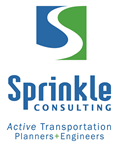 Sprinkle
CONSULTING
Active Transportation
Planners+Engineers